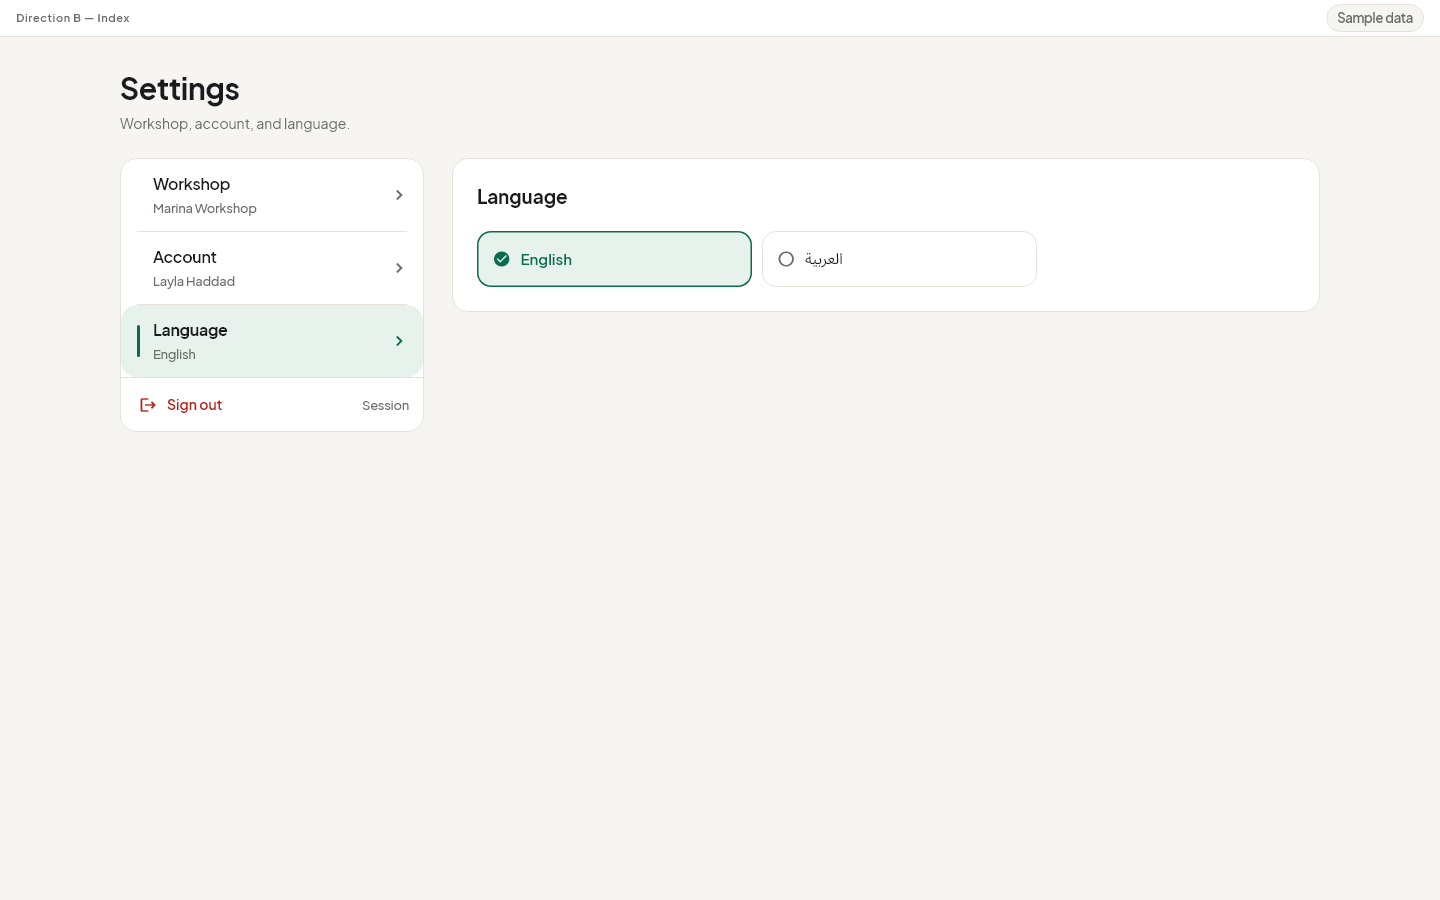 Direction B — Index
Sample data
Settings
Workshop, account, and language.
Workshop
Marina Workshop
Account
Layla Haddad
Language
English
Sign out
Session
Language
English
العربية